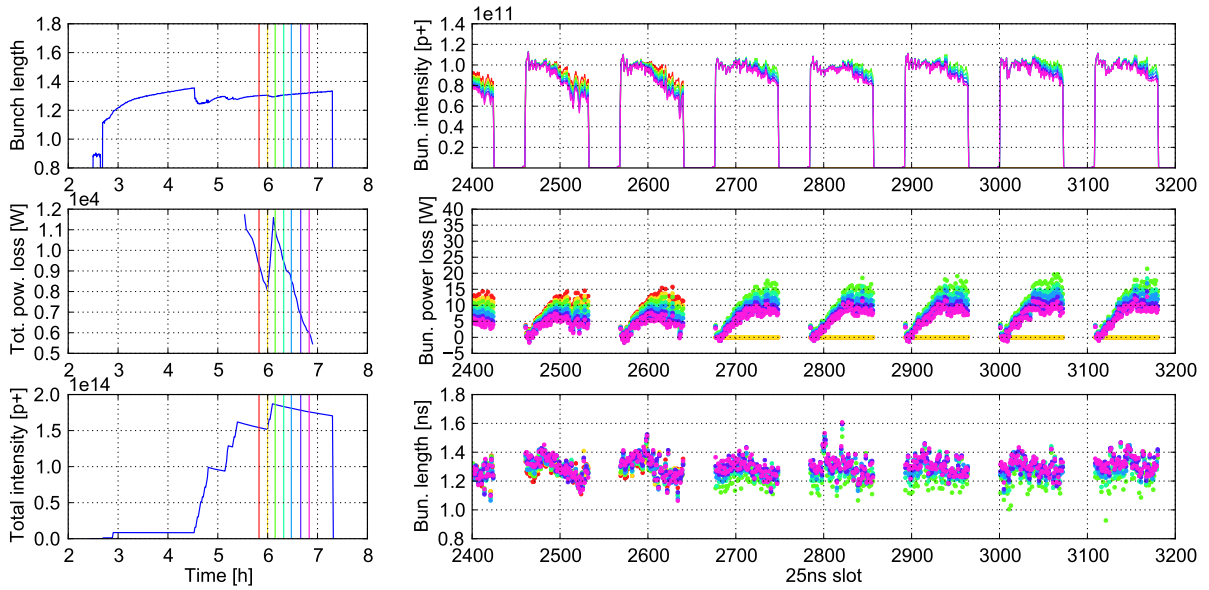 Bunch length
1.8
1.6
1.4
1.2
1.0
0.8
2 3 4 5 6 7 8
1e11
Bun. intensity [p+]
1.4
1.2
1.0
0.8
0.6
0.4
0.2
2400 2500 2600 2700 2800 2900 3000 3100 3200
1e4
Tot. pow. loss [W]
1.2
1.1
1.0
0.9
0.8
0.7
0.6
0.5
2 3 4 5 6 7 8
Bun. power loss [W]
40
35
30
25
20
15
10
5
0
−5
2400 2500 2600 2700 2800 2900 3000 3100 3200
1e14
Total intensity [p+]
2.0
1.5
1.0
0.5
0.0
2 3 4 5 6 7 8
Time [h]
Bun. length [ns]
1.8
1.6
1.4
1.2
1.0
0.8
2400 2500 2600 2700 2800 2900 3000 3100 3200
25ns slot